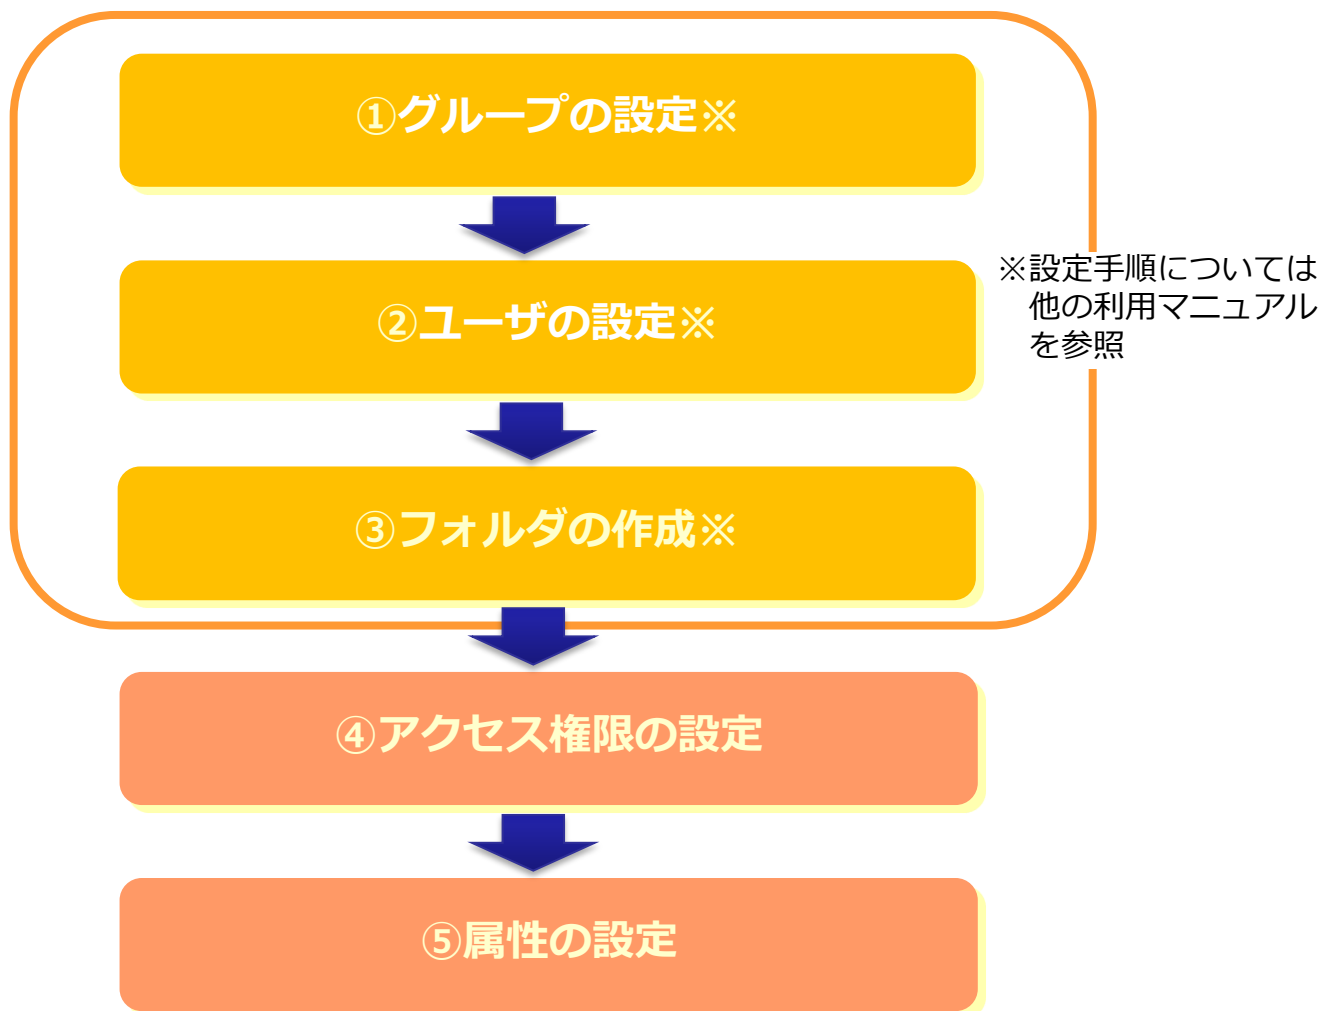 ①グループの設定※
②ユーザの設定※
※設定手順については
他の利用マニュアル
を参照
③フォルダの作成※
④アクセス権限の設定
⑤属性の設定